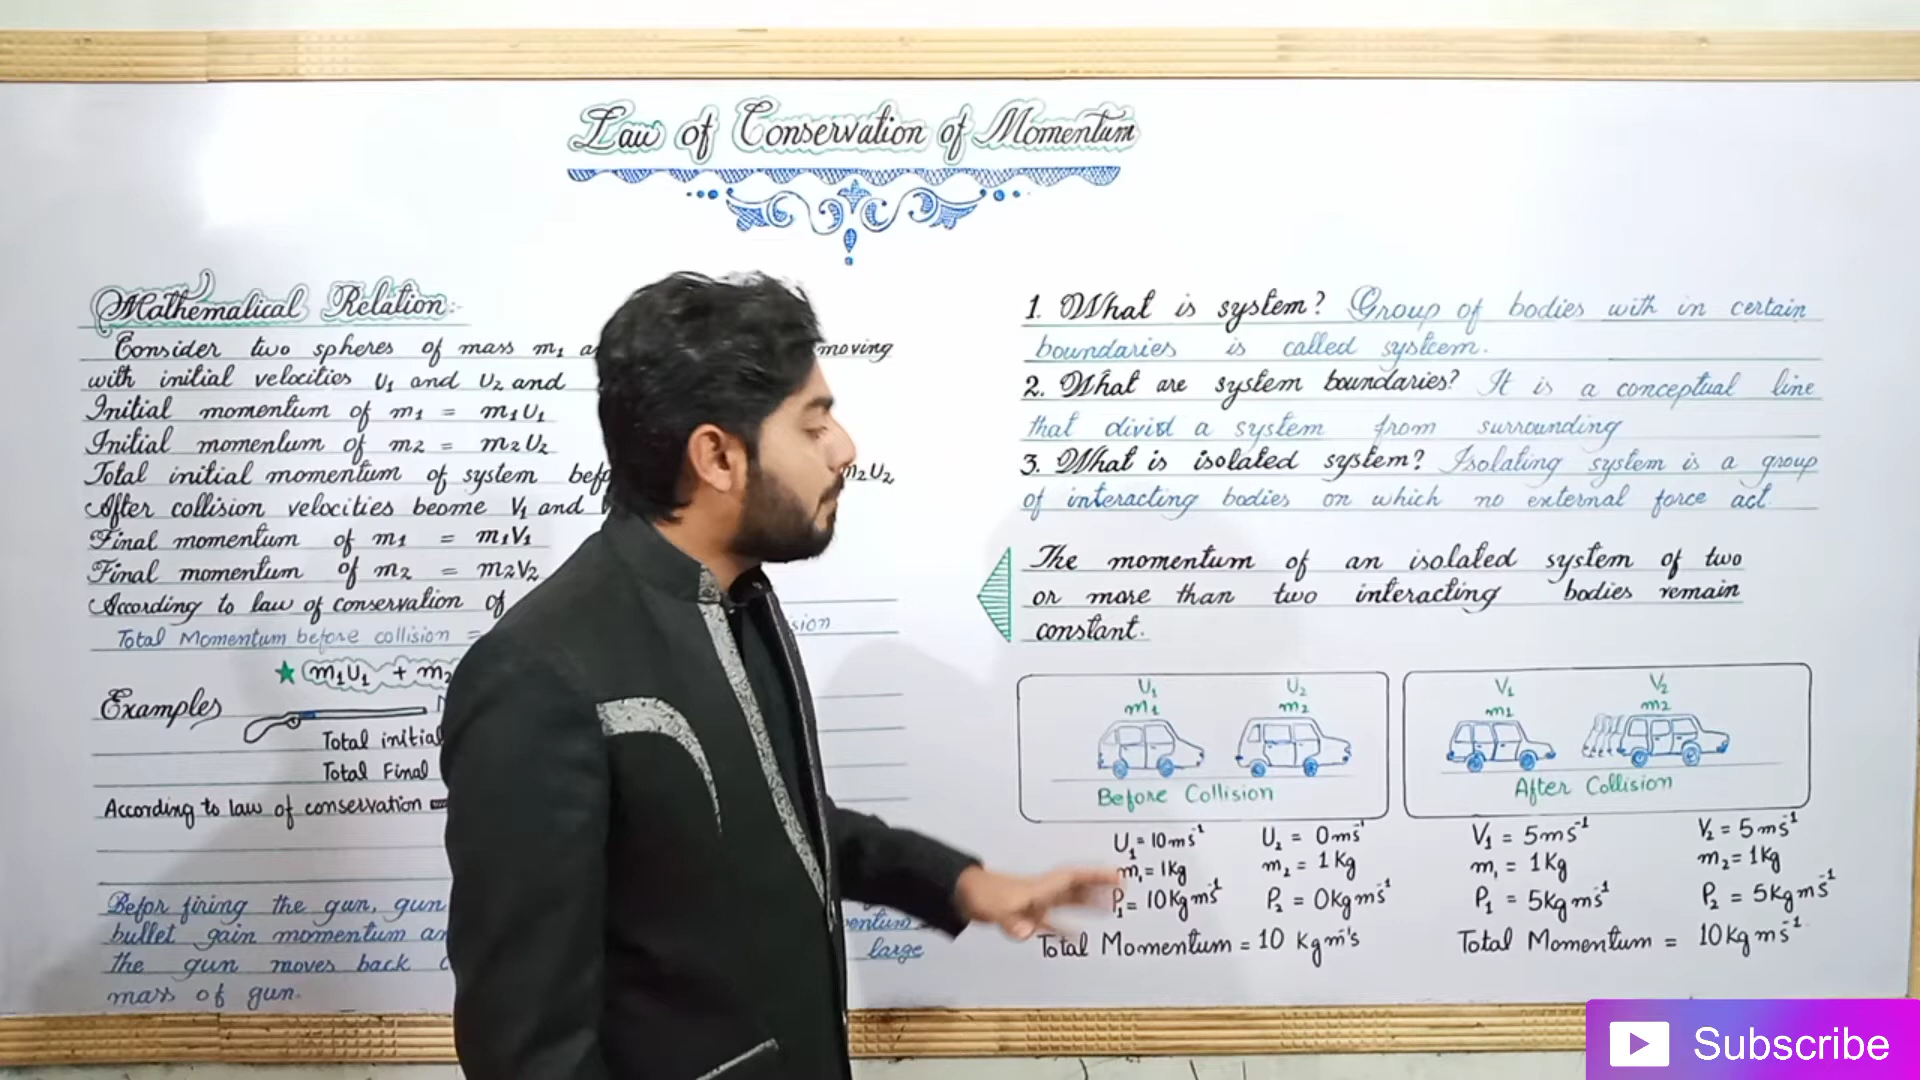 Law of Conservation of Momentum
Mathematical Relation:-
Consider two spheres of mass m₁ a
moving
with initial velocities U₁ and U₂ and
Initial momentum of m₁ = m₁U₁
Initial momentum of m₂ = m₂U₂
Total initial momentum of system befo
m₂U₂
After collision velocities beome V₁ and
Final momentum of m₁ = m₁V₁
Final momentum of m₂ = m₂V₂
According to law of conservation of
Total Momentum before collision =
sion
★ m₁U₁ + m₂
Examples
Total initial
Total Final
According to law of conservation
Befor firing the gun, gun
bullet gain momentum an
the gun moves back
large
mass of gun.
1. What is system? Group of bodies with in certain
boundaries is called systcem.
2. What are system boundaries? It is a conceptual line
that divid a system from surrounding
3. What is isolated system? Isolating system is a group
of interacting bodies on which no external force act.
The momentum of an isolated system of two
or more than two interacting bodies remain
constant.
U₁ U₂
m₁ m₂
Before Collision
V₁ V₂
m₁ m₂
After Collision
U₁= 10ms⁻¹ U₂ = 0ms⁻¹
m₁= 1Kg m₂ = 1Kg
P₁= 10Kgms⁻¹ P₂ = 0kgms⁻¹
Total Momentum = 10 Kgm⁻s
V₁ = 5ms⁻¹ V₂ = 5ms⁻¹
m₁ = 1Kg m₂= 1Kg
P₁ = 5kgms⁻¹ P₂ = 5kgms⁻¹
Total Momentum = 10kgms⁻¹
Subscribe